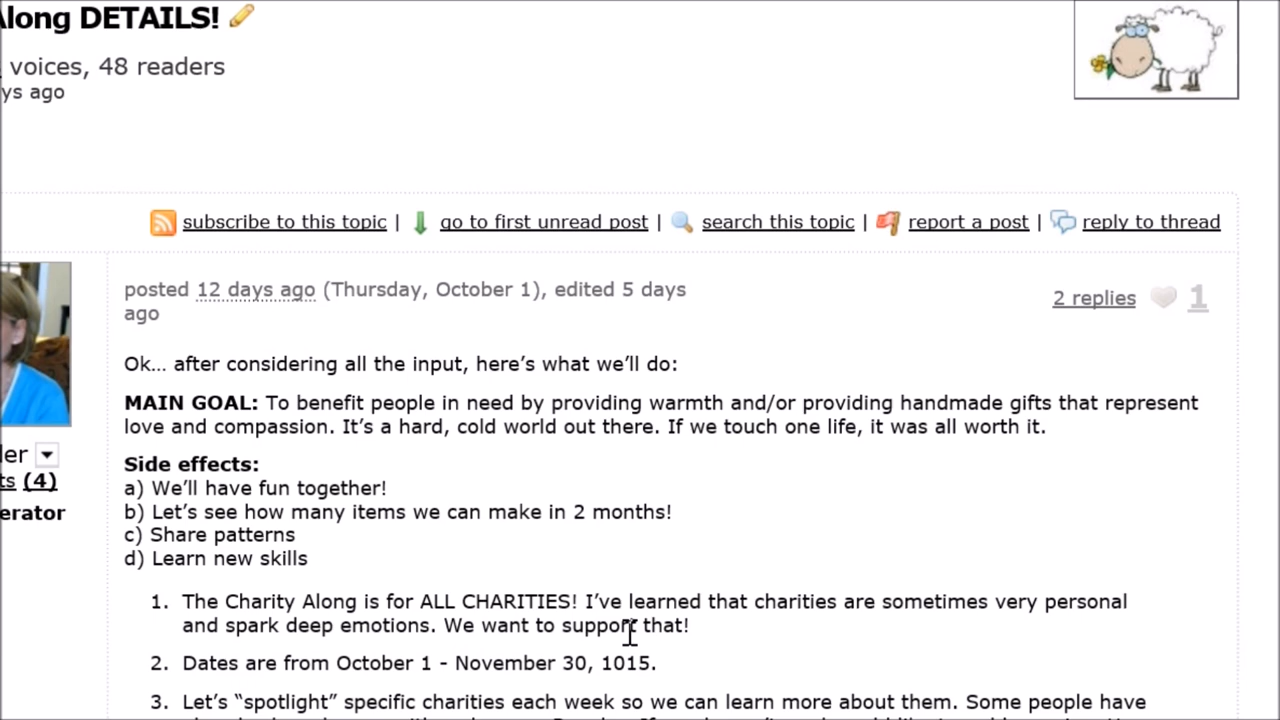 Along DETAILS!
voices, 48 readers
ys ago
subscribe to this topic | go to first unread post | search this topic | report a post | reply to thread
posted 12 days ago (Thursday, October 1), edited 5 days
ago
2 replies 1
Ok... after considering all the input, here’s what we’ll do:
MAIN GOAL: To benefit people in need by providing warmth and/or providing handmade gifts that represent
love and compassion. It’s a hard, cold world out there. If we touch one life, it was all worth it.
ler
ts (4)
erator
Side effects:
a) We’ll have fun together!
b) Let’s see how many items we can make in 2 months!
c) Share patterns
d) Learn new skills
1. The Charity Along is for ALL CHARITIES! I’ve learned that charities are sometimes very personal
and spark deep emotions. We want to support that!
2. Dates are from October 1 - November 30, 1015.
3. Let’s “spotlight” specific charities each week so we can learn more about them. Some people have